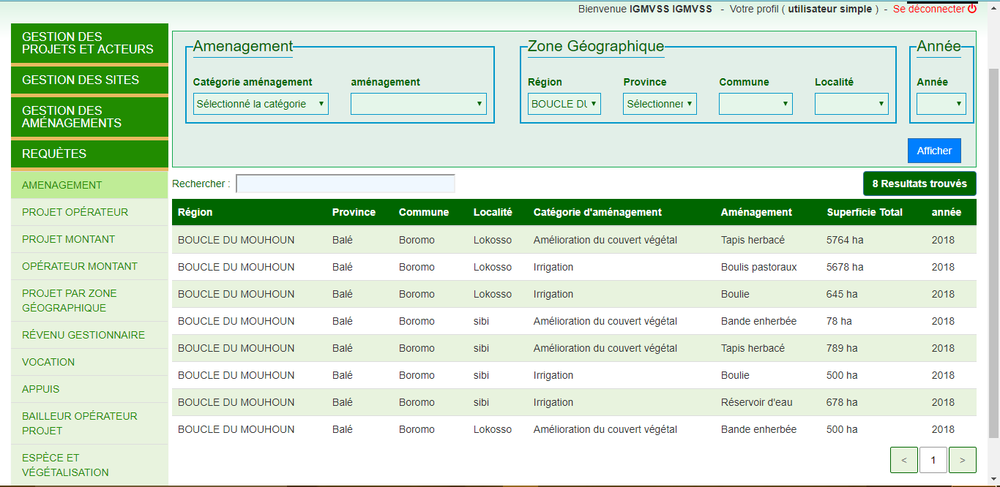 Bienvenue IGMVSS IGMVSS - Votre profil ( utilisateur simple ) - Se déconnecter
GESTION DES
PROJETS ET ACTEURS
GESTION DES SITES
GESTION DES
AMÉNAGEMENTS
REQUÊTES
AMENAGEMENT
PROJET OPÉRATEUR
PROJET MONTANT
OPÉRATEUR MONTANT
PROJET PAR ZONE
GÉOGRAPHIQUE
RÉVENU GESTIONNAIRE
VOCATION
APPUIS
BAILLEUR OPÉRATEUR
PROJET
ESPÈCE ET
VÉGÉTALISATION
Amenagement
Catégorie aménagement aménagement
Sélectionné la catégorie
Zone Géographique
Région Province Commune Localité
BOUCLE DU Sélectionner
Année
Année
Afficher
Rechercher :
8 Resultats trouvés
Région Province Commune Localité Catégorie d'aménagement Aménagement Superficie Total année
BOUCLE DU MOUHOUN Balé Boromo Lokosso Amélioration du couvert végétal Tapis herbacé 5764 ha 2018
BOUCLE DU MOUHOUN Balé Boromo Lokosso Irrigation Boulis pastoraux 5678 ha 2018
BOUCLE DU MOUHOUN Balé Boromo Lokosso Irrigation Boulie 645 ha 2018
BOUCLE DU MOUHOUN Balé Boromo sibi Amélioration du couvert végétal Bande enherbée 78 ha 2018
BOUCLE DU MOUHOUN Balé Boromo sibi Amélioration du couvert végétal Tapis herbacé 789 ha 2018
BOUCLE DU MOUHOUN Balé Boromo sibi Irrigation Boulie 500 ha 2018
BOUCLE DU MOUHOUN Balé Boromo sibi Irrigation Réservoir d'eau 678 ha 2018
BOUCLE DU MOUHOUN Balé Boromo Lokosso Amélioration du couvert végétal Bande enherbée 500 ha 2018
< 1 >